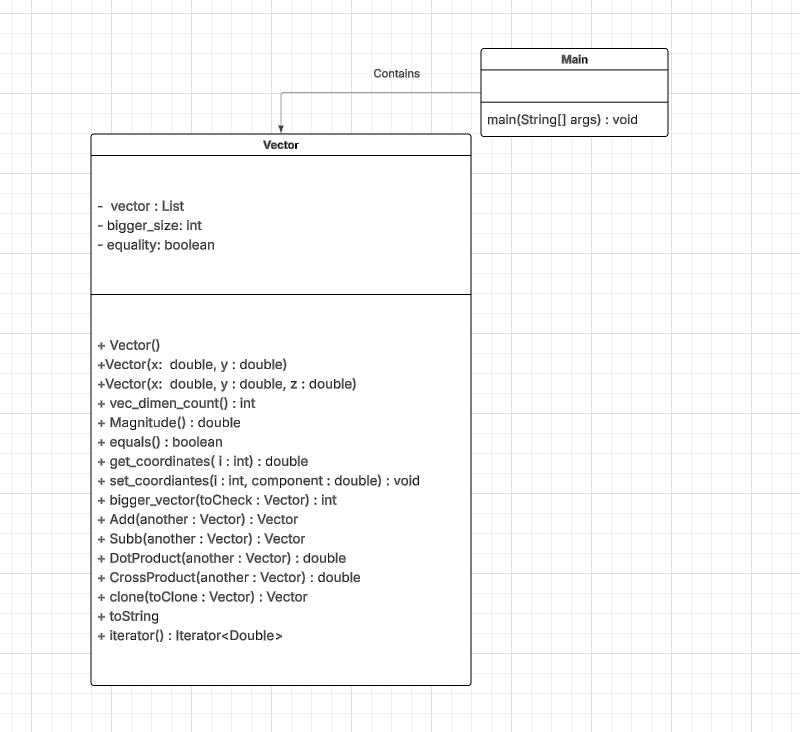 Contains
Main
main(String[] args) : void
Vector
- vector : List
- bigger_size: int
- equality: boolean
+ Vector()
+Vector(x: double, y : double)
+Vector(x: double, y : double, z : double)
+ vec_dimen_count() : int
+ Magnitude() : double
+ equals() : boolean
+ get_coordinates( i : int) : double
+ set_coordiantes(i : int, component : double) : void
+ bigger_vector(toCheck : Vector) : int
+ Add(another : Vector) : Vector
+ Subb(another : Vector) : Vector
+ DotProduct(another : Vector) : double
+ CrossProduct(another : Vector) : double
+ clone(toClone : Vector) : Vector
+ toString
+ iterator() : Iterator<Double>